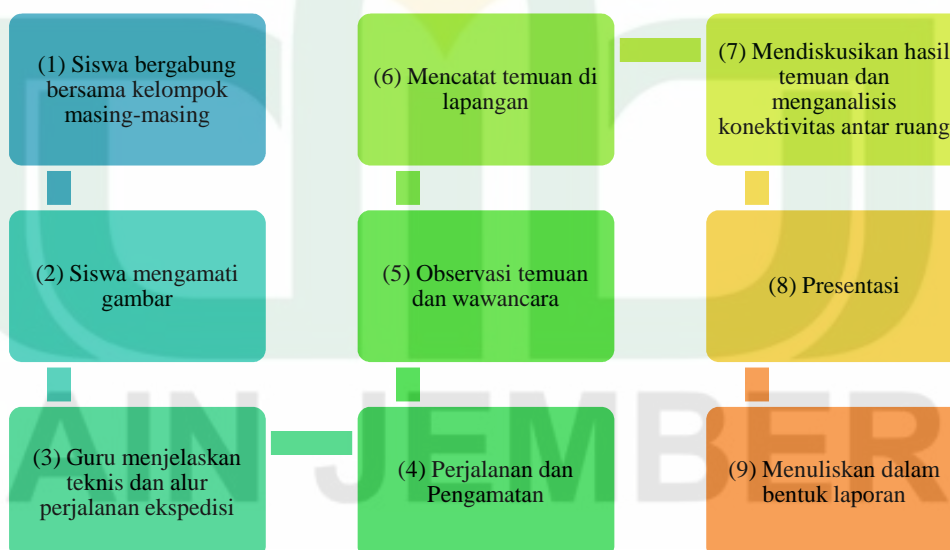 (1) Siswa bergabung
bersama kelompok
masing-masing
(2) Siswa mengamati
gambar
(3) Guru menjelaskan
teknis dan alur
perjalanan ekspedisi
(4) Perjalanan dan
Pengamatan
(5) Observasi temuan
dan wawancara
(6) Mencatat temuan di
lapangan
(7) Mendiskusikan hasil
temuan dan
menganalisis
konektivitas antar ruang
(8) Presentasi
(9) Menuliskan dalam
bentuk laporan
AIN JEMBER